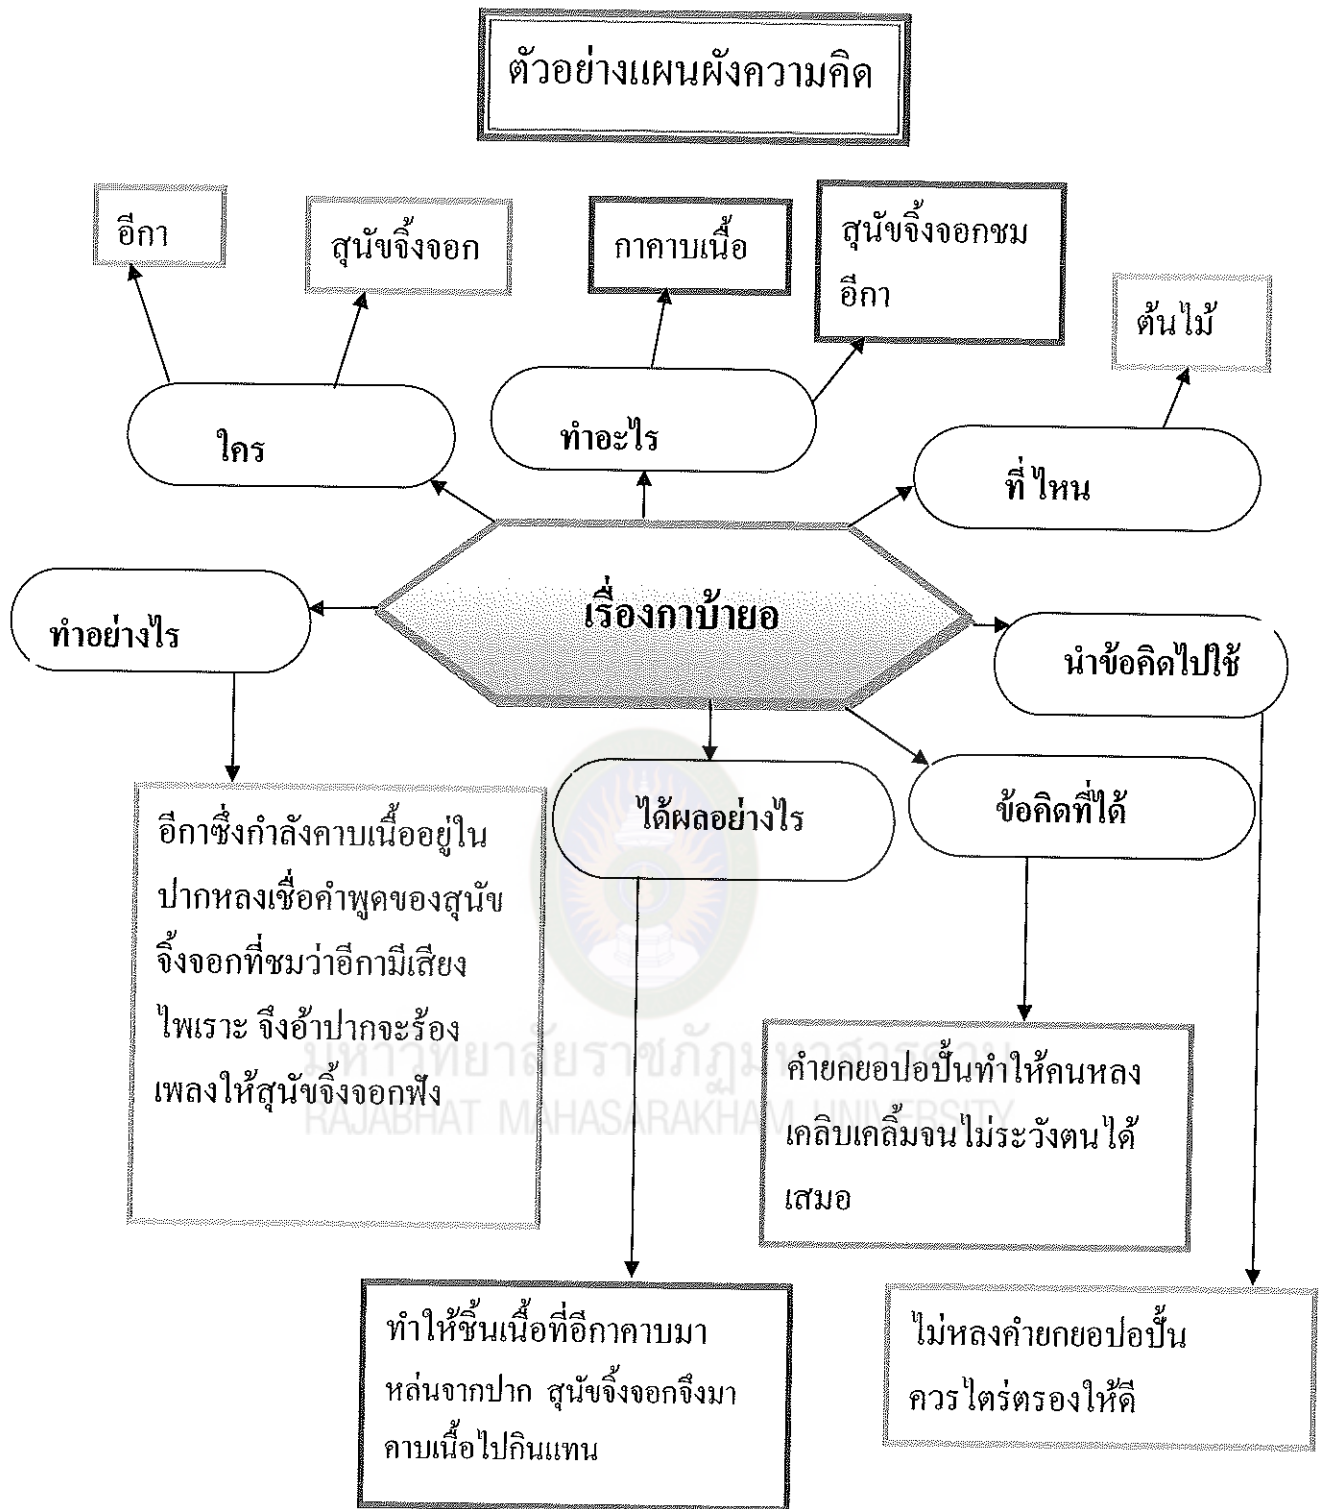 ตัวอย่างแผนผังความคิด
อีกา
สุนัขจิ้งจอก
กาคาบเนื้อ
สุนัขจิ้งจอกชม
อีกา
ต้นไม้
ใคร
ทำอะไร
ที่ ไหน
เรื่องกาบ้ายอ
ทำอย่างไร
นำข้อคิดไปใช้
ได้ผลอย่างไร
ข้อคิดที่ได้
อีกาซึ่งกำลังคาบเนื้ออยู่ใน
ปากหลงเชื่อคำพูดของสุนัข
จิ้งจอกที่ชมว่าอีกามีเสียง
ไพเราะ จึงอ้าปากจะร้อง
เพลงให้สุนัขจิ้งจอกฟัง
มหาวิทยาลัยราชภัฏมหาสารคาม
RAJABHAT MAHASARAKHAM UNIVERSITY
คำยกยอปอปั้นทำให้คนหลง
เคลิบเคลิ้มจนไม่ระวังตนได้
เสมอ
ทำให้ชิ้นเนื้อที่อีกาคาบมา
หล่นจากปาก สุนัขจิ้งจอกจึงมา
คาบเนื้อไปกินแทน
ไม่หลงคำยกยอปอปั้น
ควรไตร่ตรองให้ดี